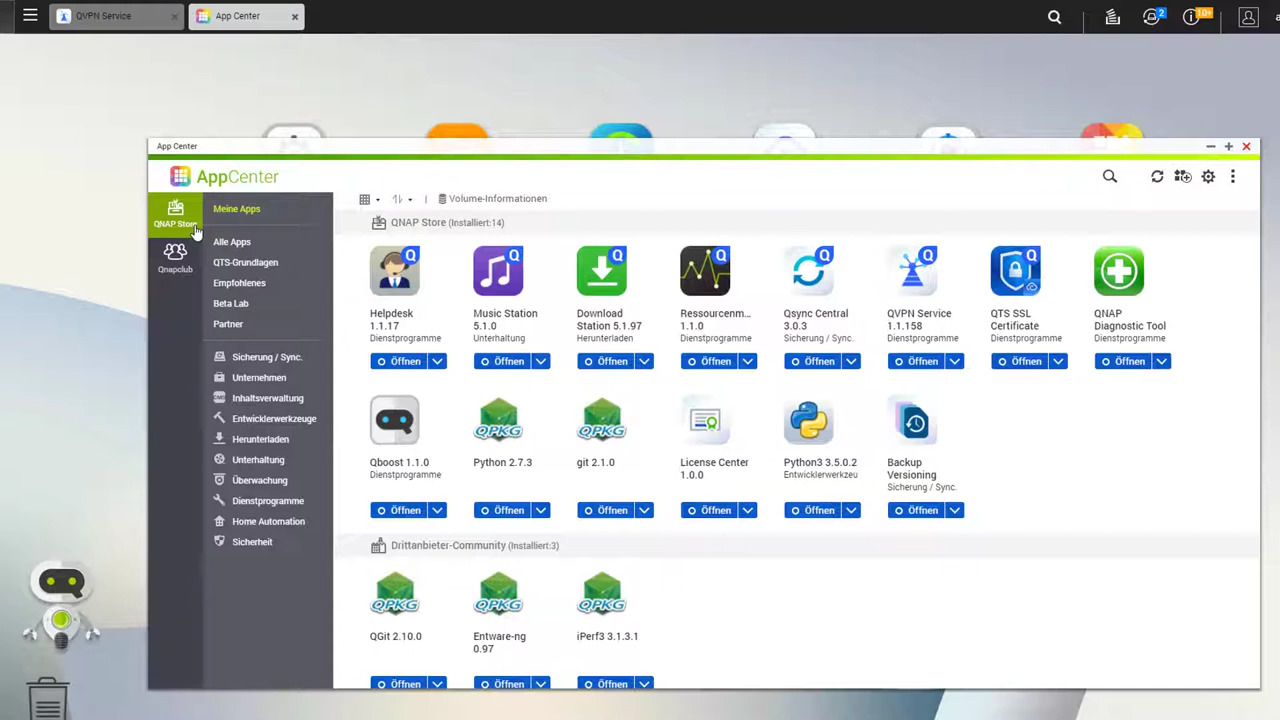 QVPN Service
App Center
2
10+
App Center
AppCenter
QNAP Store
Qnapclub
Meine Apps
Alle Apps
QTS-Grundlagen
Empfohlenes
Beta Lab
Partner
Sicherung / Sync.
Unternehmen
Inhaltsverwaltung
Entwicklerwerkzeuge
Herunterladen
Unterhaltung
Überwachung
Dienstprogramme
Home Automation
Sicherheit
Volume-Informationen
QNAP Store (Installiert:14)
Helpdesk
1.1.17
Dienstprogramme
Öffnen
Music Station
5.1.0
Unterhaltung
Öffnen
Download
Station 5.1.97
Herunterladen
Öffnen
Ressourcenm...
1.1.0
Dienstprogramme
Öffnen
Qsync Central
3.0.3
Sicherung / Sync.
Öffnen
QVPN Service
1.1.158
Dienstprogramme
Öffnen
QTS SSL
Certificate
Dienstprogramme
Öffnen
QNAP
Diagnostic Tool
Dienstprogramme
Öffnen
Qboost 1.1.0
Dienstprogramme
Öffnen
QPKG
Python 2.7.3
Öffnen
QPKG
git 2.1.0
Öffnen
License Center
1.0.0
Öffnen
Python3 3.5.0.2
Entwicklerwerkzeu
Öffnen
Backup
Versioning
Sicherung / Sync.
Öffnen
Drittanbieter-Community (Installiert:3)
QPKG
QGit 2.10.0
Öffnen
QPKG
Entware-ng
0.97
Öffnen
QPKG
iPerf3 3.1.3.1
Öffnen